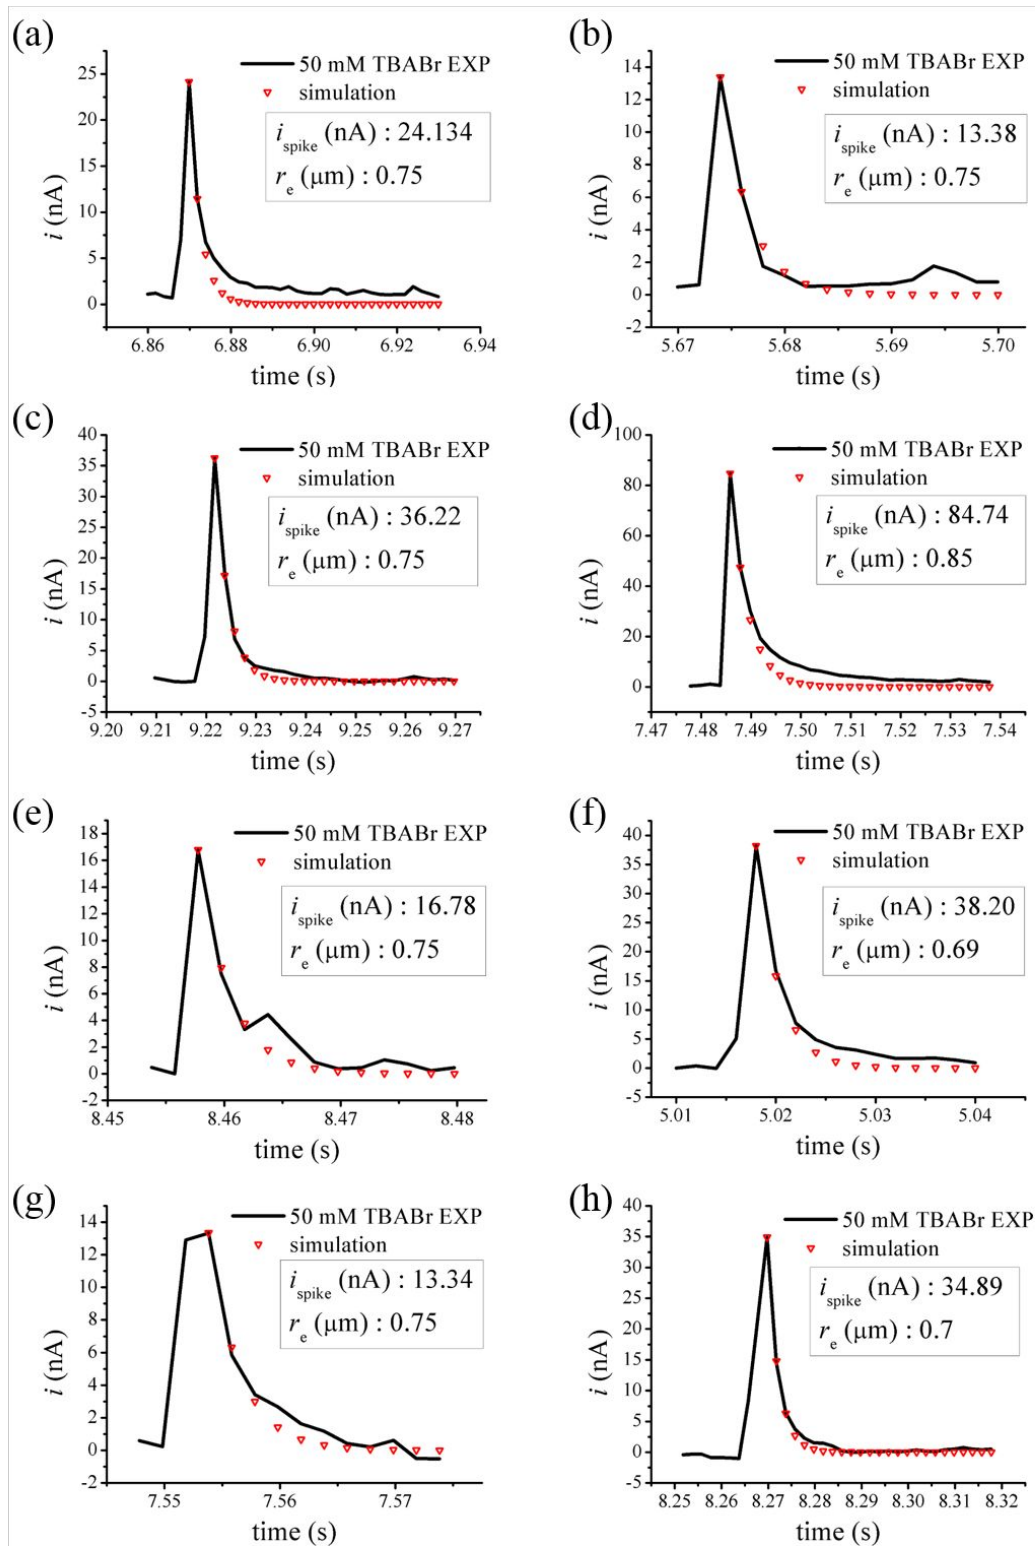 (a)
50 mM TBABr EXP
simulation
i_spike (nA) : 24.134
r_e (μm) : 0.75
25
20
15
10
5
0
i (nA)
6.86 6.88 6.90 6.92 6.94
time (s)
(b)
50 mM TBABr EXP
simulation
i_spike (nA) : 13.38
r_e (μm) : 0.75
14
12
10
8
6
4
2
0
-2
i (nA)
5.67 5.68 5.69 5.70
time (s)
(c)
50 mM TBABr EXP
simulation
i_spike (nA) : 36.22
r_e (μm) : 0.75
40
35
30
25
20
15
10
5
0
-5
i (nA)
9.20 9.21 9.22 9.23 9.24 9.25 9.26 9.27
time (s)
(d)
50 mM TBABr EXP
simulation
i_spike (nA) : 84.74
r_e (μm) : 0.85
100
80
60
40
20
0
i (nA)
7.47 7.48 7.49 7.50 7.51 7.52 7.53 7.54
time (s)
(e)
50 mM TBABr EXP
simulation
i_spike (nA) : 16.78
r_e (μm) : 0.75
18
16
14
12
10
8
6
4
2
0
-2
i (nA)
8.45 8.46 8.47 8.48
time (s)
(f)
50 mM TBABr EXP
simulation
i_spike (nA) : 38.20
r_e (μm) : 0.69
40
35
30
25
20
15
10
5
0
-5
i (nA)
5.01 5.02 5.03 5.04
time (s)
(g)
50 mM TBABr EXP
simulation
i_spike (nA) : 13.34
r_e (μm) : 0.75
14
12
10
8
6
4
2
0
-2
i (nA)
7.55 7.56 7.57
time (s)
(h)
50 mM TBABr EXP
simulation
i_spike (nA) : 34.89
r_e (μm) : 0.7
40
35
30
25
20
15
10
5
0
-5
i (nA)
8.25 8.26 8.27 8.28 8.29 8.30 8.31 8.32
time (s)